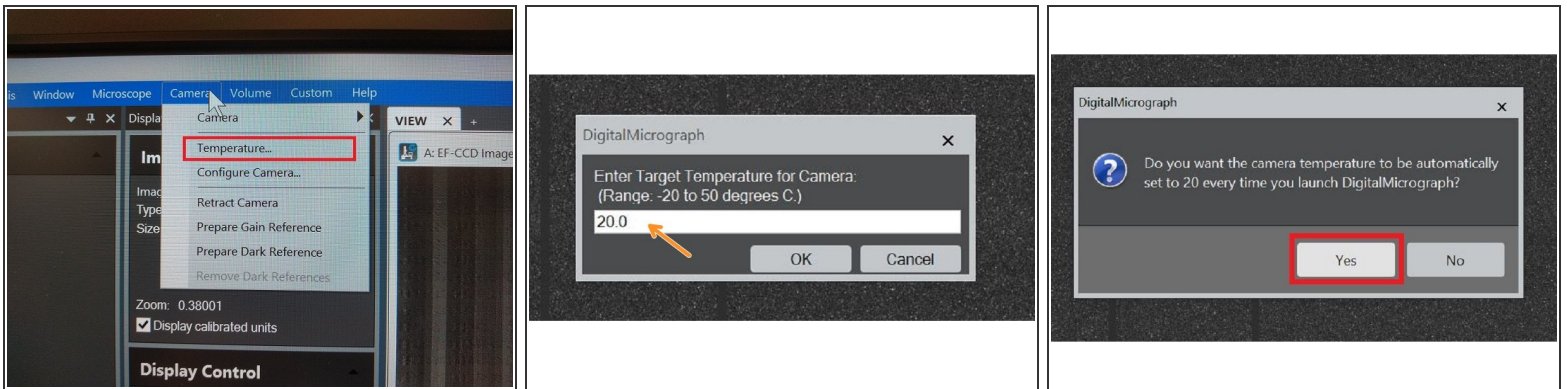 is Window Microscope Camera Volume Custom Help
Displa
Camera
VIEW
Temperature...
A: EF-CCD Image
Im
Configure Camera...
Imag
Retract Camera
Type
Size
Prepare Gain Reference
Prepare Dark Reference
Remove Dark References
Zoom: 0.38001
Display calibrated units
Display Control
DigitalMicrograph
Enter Target Temperature for Camera:
(Range: -20 to 50 degrees C.)
20.0
OK Cancel
DigitalMicrograph
Do you want the camera temperature to be automatically
set to 20 every time you launch DigitalMicrograph?
Yes No